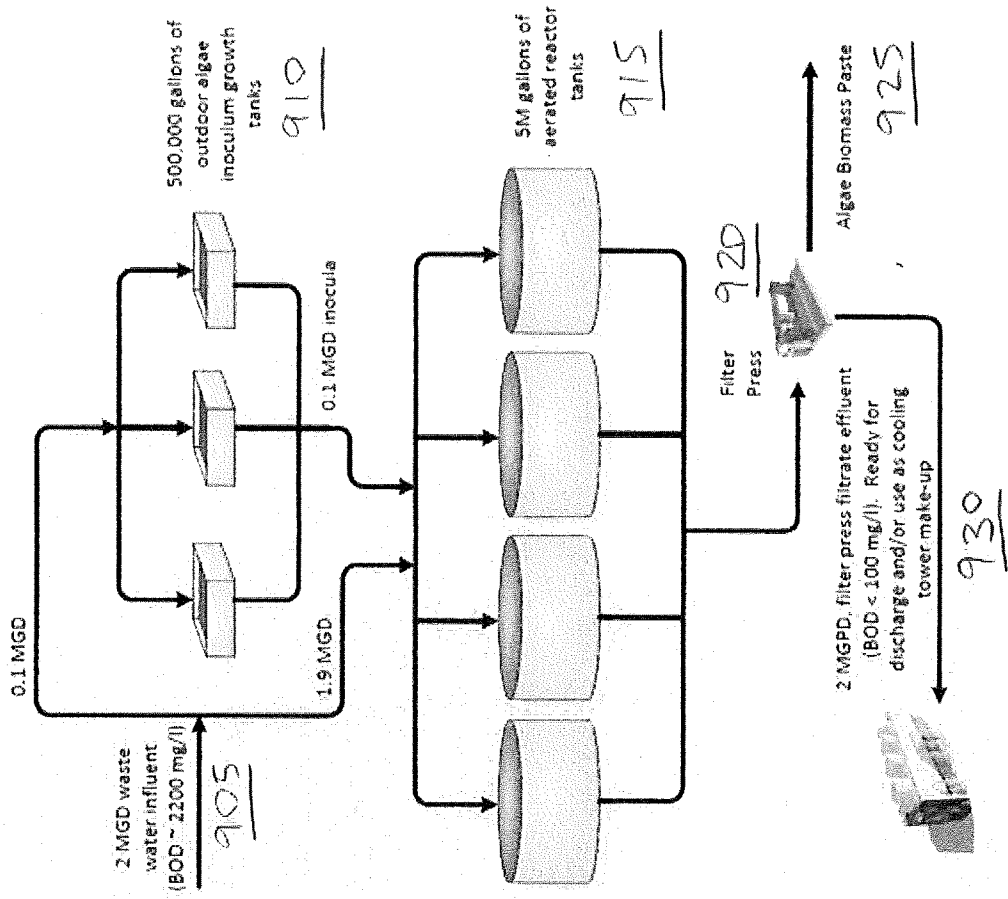 2 MGD waste
water influent
(BOD ~ 2200 mg/l)
905
0.1 MGD
1.9 MGD
500,000 gallons of
outdoor algae
inoculum growth
tanks
910
0.1 MGD inocula
5M gallons of
aerated reactor
tanks
915
Filter
Press
920
Algae Biomass Paste
925
2 MGPD, filter press filtrate effluent
(BOD < 100 mg/l). Ready for
discharge and/or use as cooling
tower make-up
930